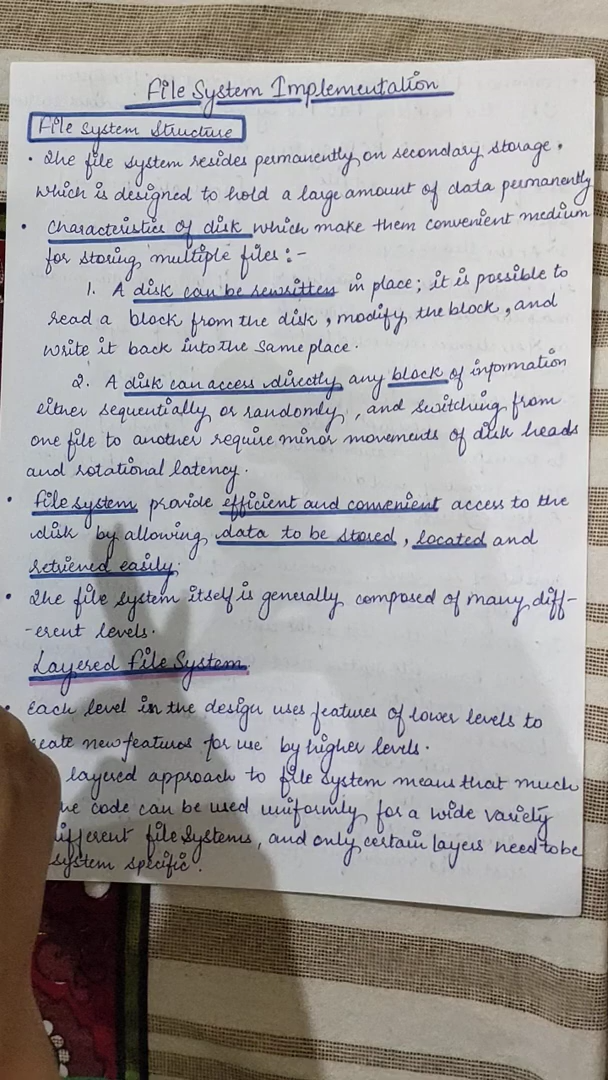 File System Implementation
File System Structure
• The file system resides permanently on secondary storage.
which is designed to hold a large amount of data permanently
• Characteristics of disk which make them convenient medium
for storing multiple files :-
1. A disk can be rewritten in place; it is possible to
read a block from the disk, modify the block, and
write it back into the same place.
2. A disk can access directly any block of information
either sequentially or randomly, and switching from
one file to another require minor movements of disk heads
and rotational latency.
• File system provide efficient and convenient access to the
disk by allowing data to be stored, located and
retrieved easily.
• The file system itself is generally composed of many diff-
-erent levels.
Layered File System
• Each level in the design uses features of lower levels to
new features for use by higher levels.
layered approach to file system means that much
code can be used uniformly for a wide variety
file systems, and only certain layers need to be
system specific.